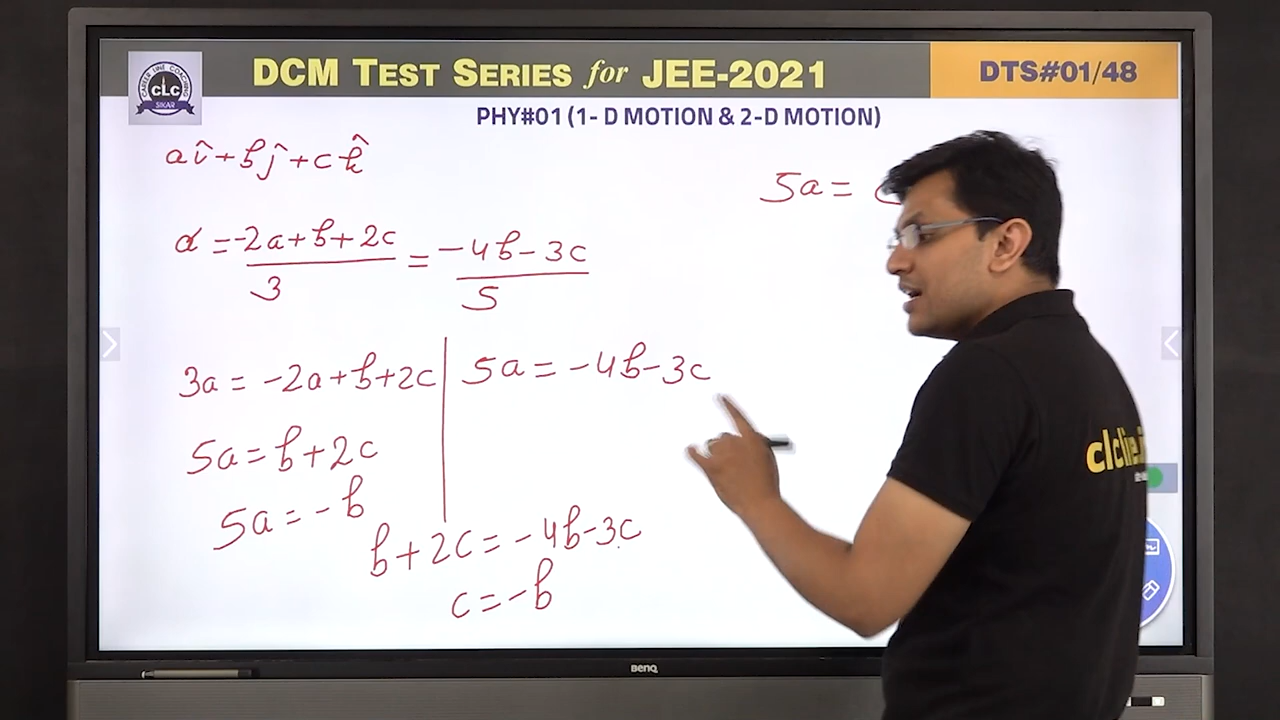 DCM TEST SERIES for JEE-2021
DTS#01/48
CLC
SIKAR
PHY#01 (1- D MOTION & 2-D MOTION)
aî + bĵ + ck̂
5a =
a = -2a+b+2c / 3 = -4b-3c / 5
3a = -2a+b+2c
5a = -4b-3c
5a = b+2c
5a = -b
b+2c = -4b-3c
c = -b
BENQ